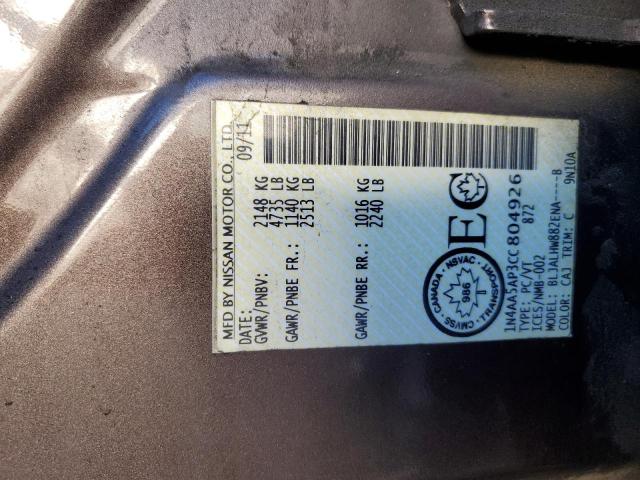 MFD BY NISSAN MOTOR CO., LTD.
DATE: 09/11
GVWR/PNBV: 2148 KG
4735 LB
GAWR/PNBE FR.: 1140 KG
2513 LB
GAWR/PNBE RR.: 1016 KG
2240 LB
EC
NSVAC - CANADA - CMVSS - TRANSPORT
986
1N4AA5AP3CC804926
TYPE: PC/VT 872
ICES/NMB-002
MODEL: BLJALHW882ENA----B
COLOR: CAJ TRIM: C 9NI0A